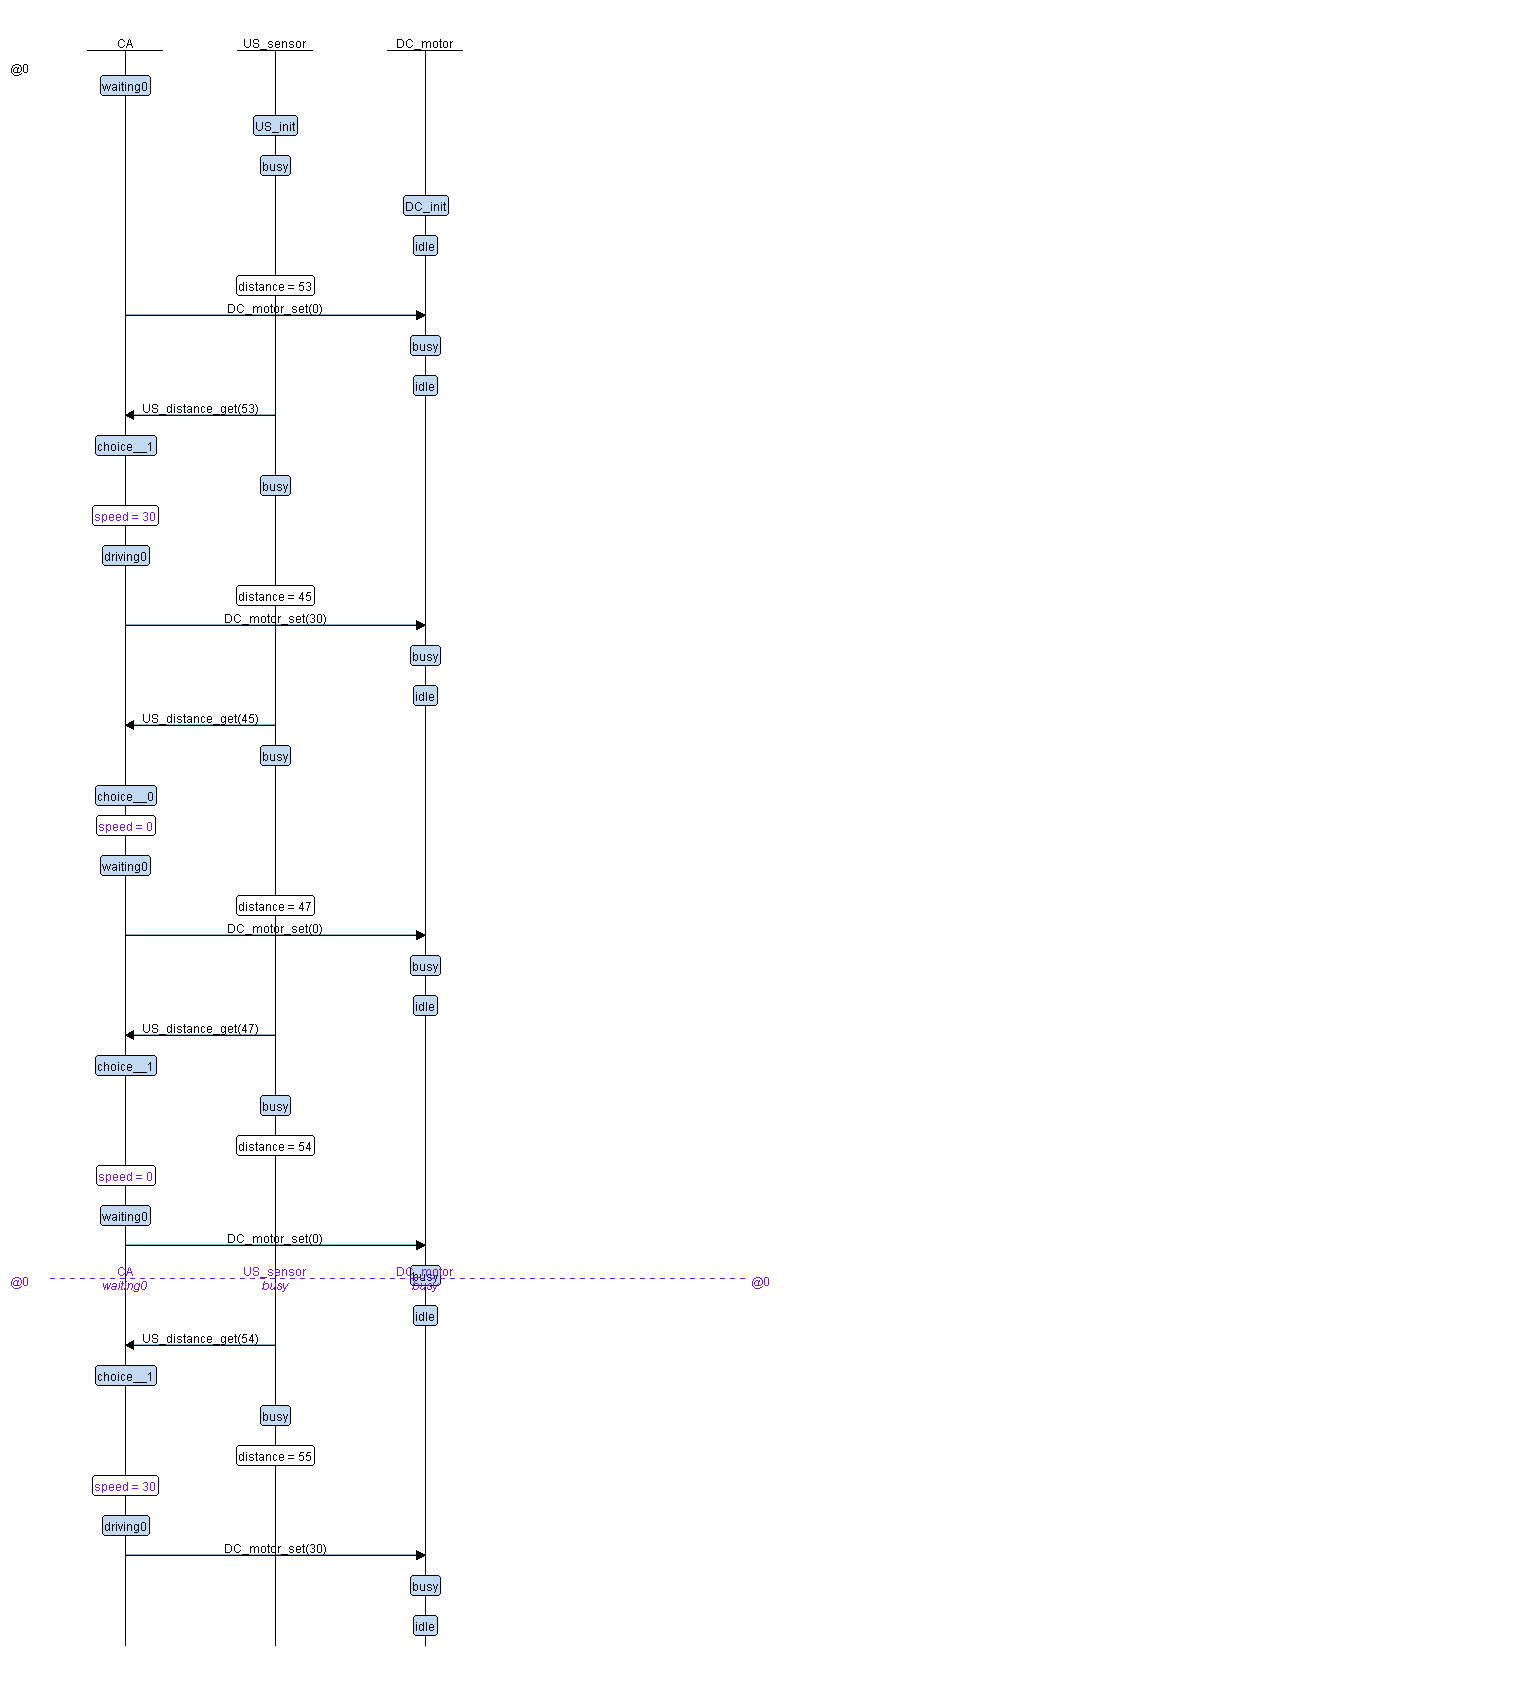 CA US_sensor DC_motor
@0
waiting0
US_init
busy
DC_init
idle
distance = 53
DC_motor_set(0)
busy
idle
US_distance_get(53)
choice__1
busy
speed = 30
driving0
distance = 45
DC_motor_set(30)
busy
idle
US_distance_get(45)
busy
choice__0
speed = 0
waiting0
distance = 47
DC_motor_set(0)
busy
idle
US_distance_get(47)
choice__1
busy
distance = 54
speed = 0
waiting0
DC_motor_set(0)
CA US_sensor DC_motor
busy
@0 @0
waiting0 busy busy
idle
US_distance_get(54)
choice__1
busy
distance = 55
speed = 30
driving0
DC_motor_set(30)
busy
idle